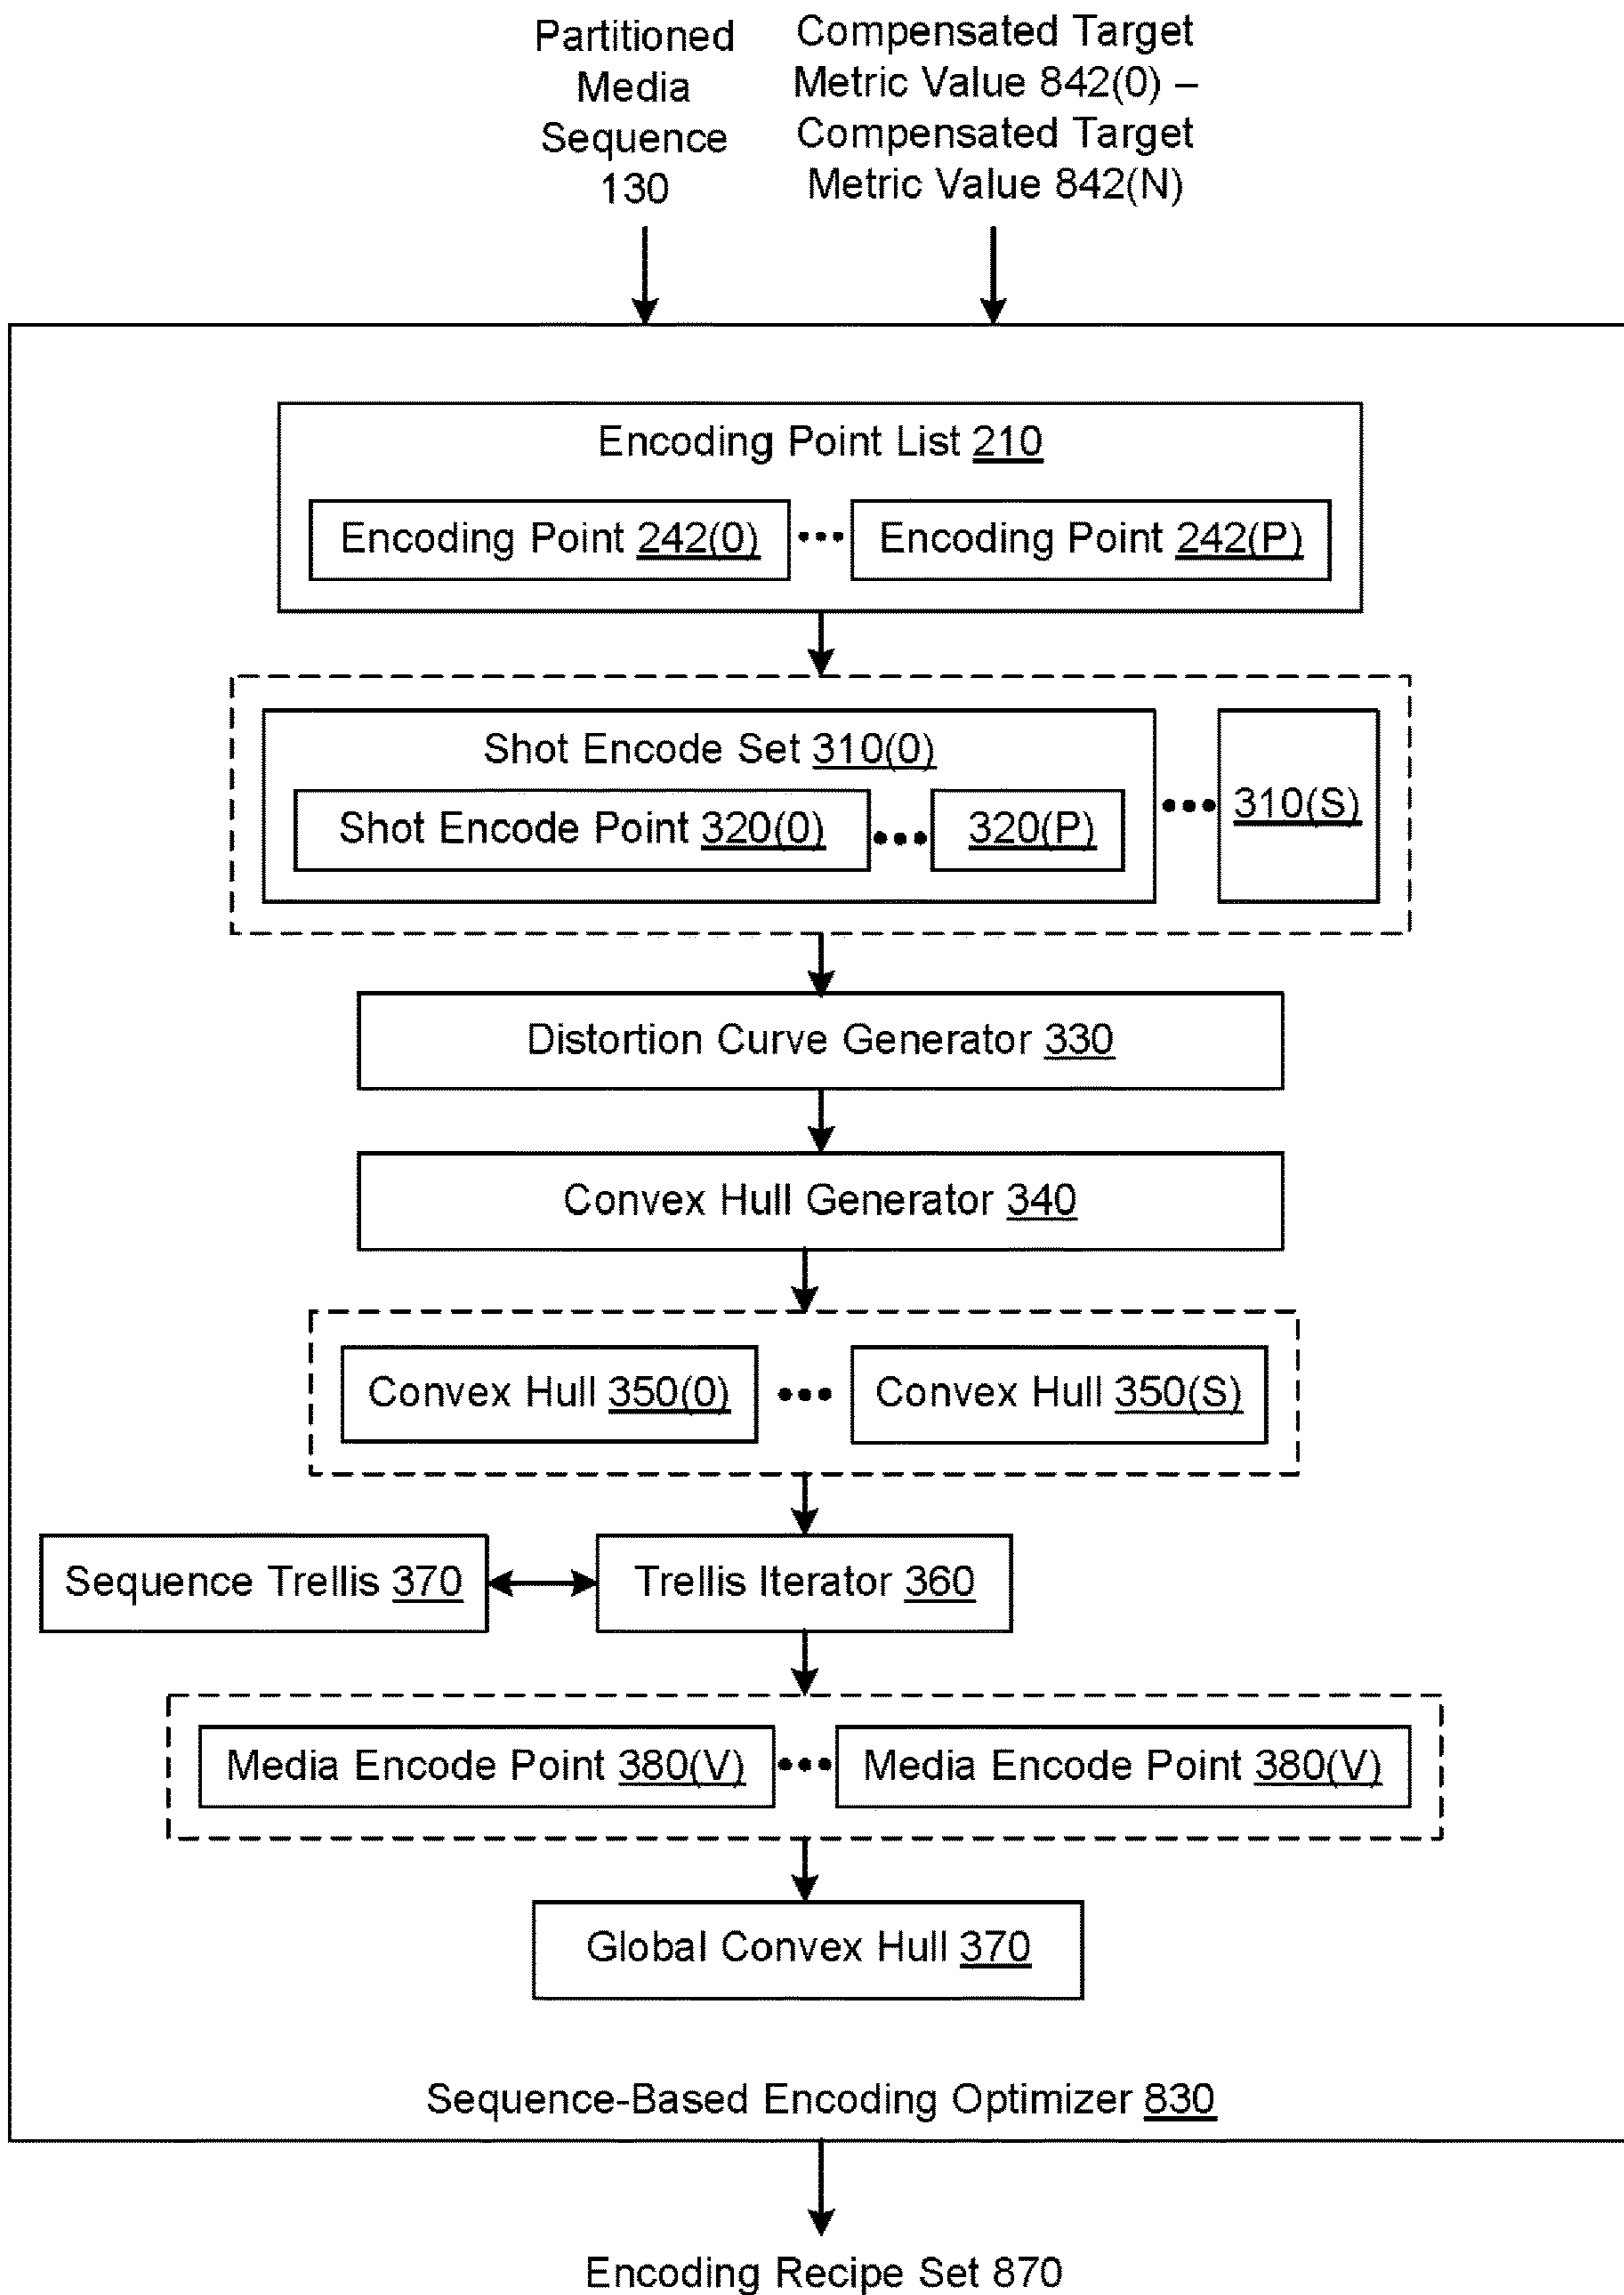 Partitioned
Media
Sequence
130
Compensated Target
Metric Value 842(0) –
Compensated Target
Metric Value 842(N)
Encoding Point List 210
Encoding Point 242(0) ••• Encoding Point 242(P)
Shot Encode Set 310(0)
Shot Encode Point 320(0) ••• 320(P)
••• 310(S)
Distortion Curve Generator 330
Convex Hull Generator 340
Convex Hull 350(0) ••• Convex Hull 350(S)
Sequence Trellis 370
Trellis Iterator 360
Media Encode Point 380(V) ••• Media Encode Point 380(V)
Global Convex Hull 370
Sequence-Based Encoding Optimizer 830
Encoding Recipe Set 870